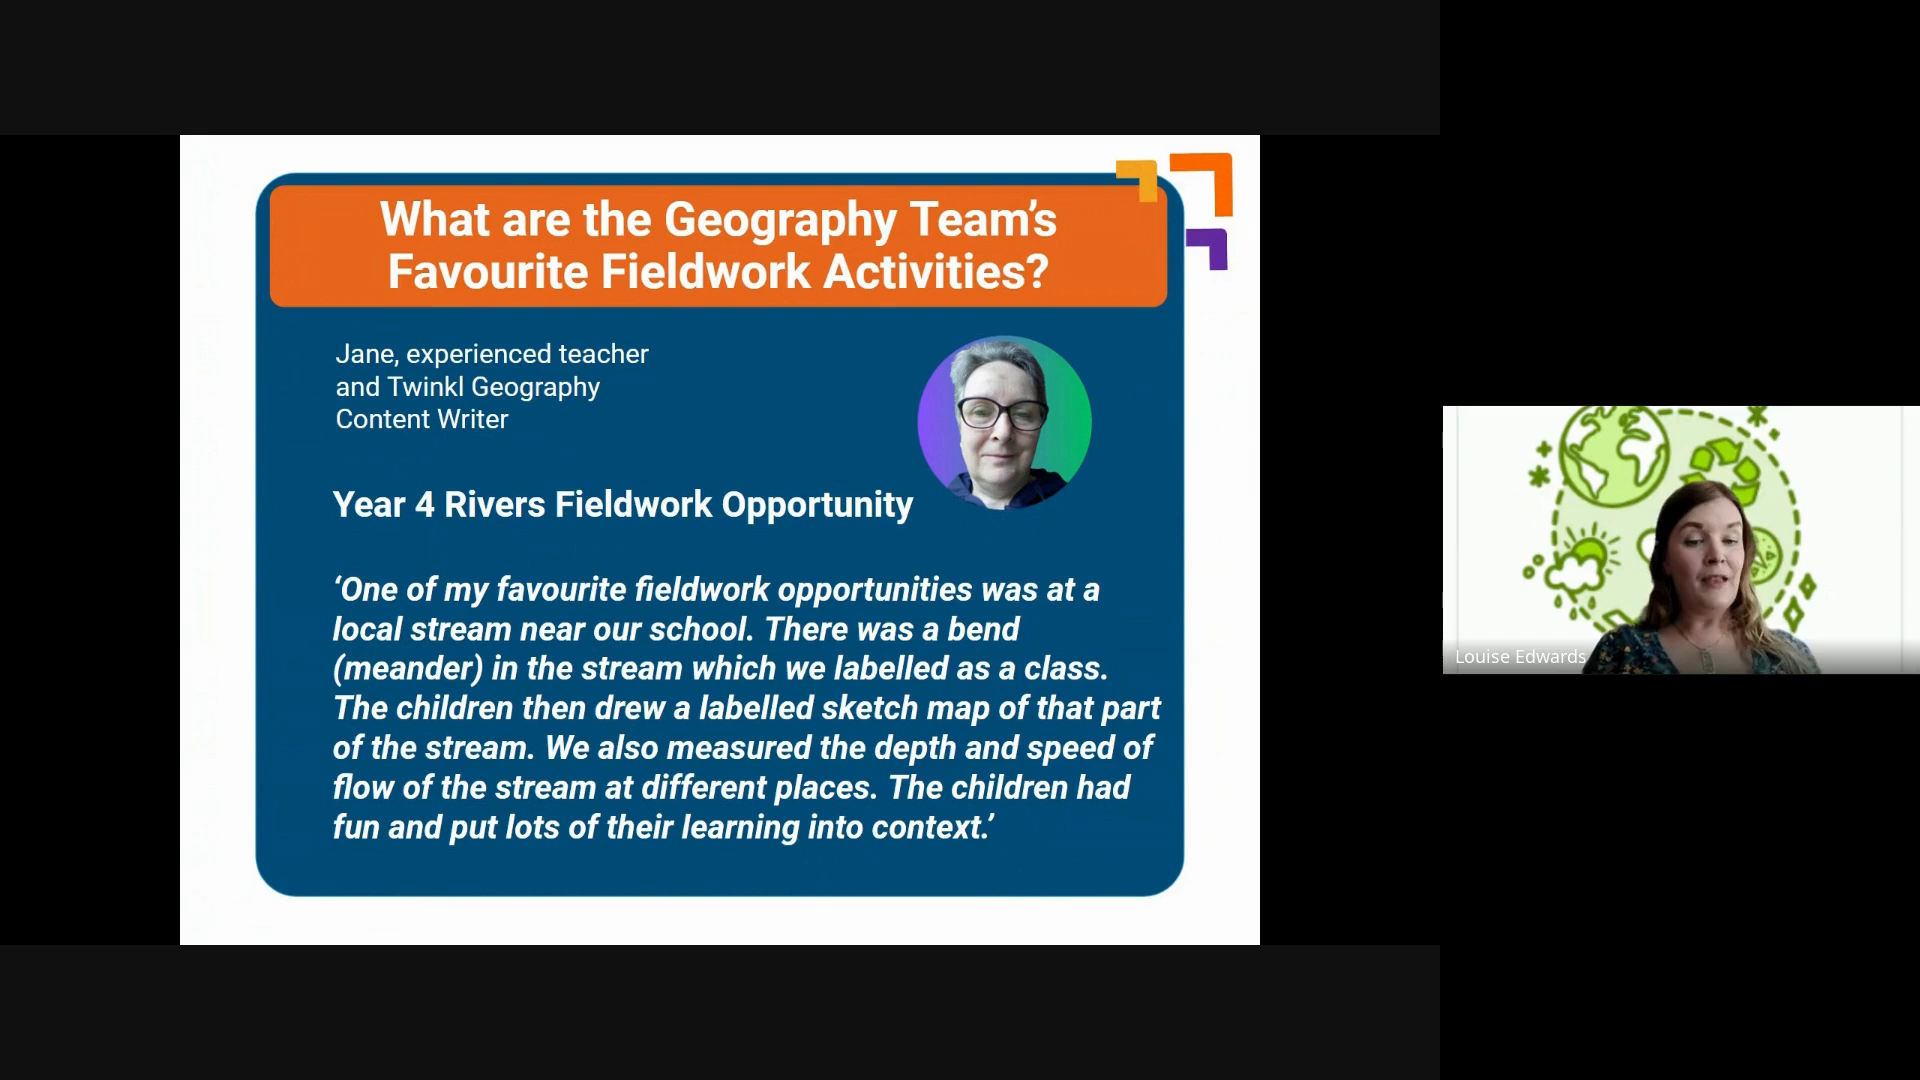 What are the Geography Team’s
Favourite Fieldwork Activities?
Jane, experienced teacher
and Twinkl Geography
Content Writer
Year 4 Rivers Fieldwork Opportunity
‘One of my favourite fieldwork opportunities was at a
local stream near our school. There was a bend
(meander) in the stream which we labelled as a class.
The children then drew a labelled sketch map of that part
of the stream. We also measured the depth and speed of
flow of the stream at different places. The children had
fun and put lots of their learning into context.’
Louise Edwards